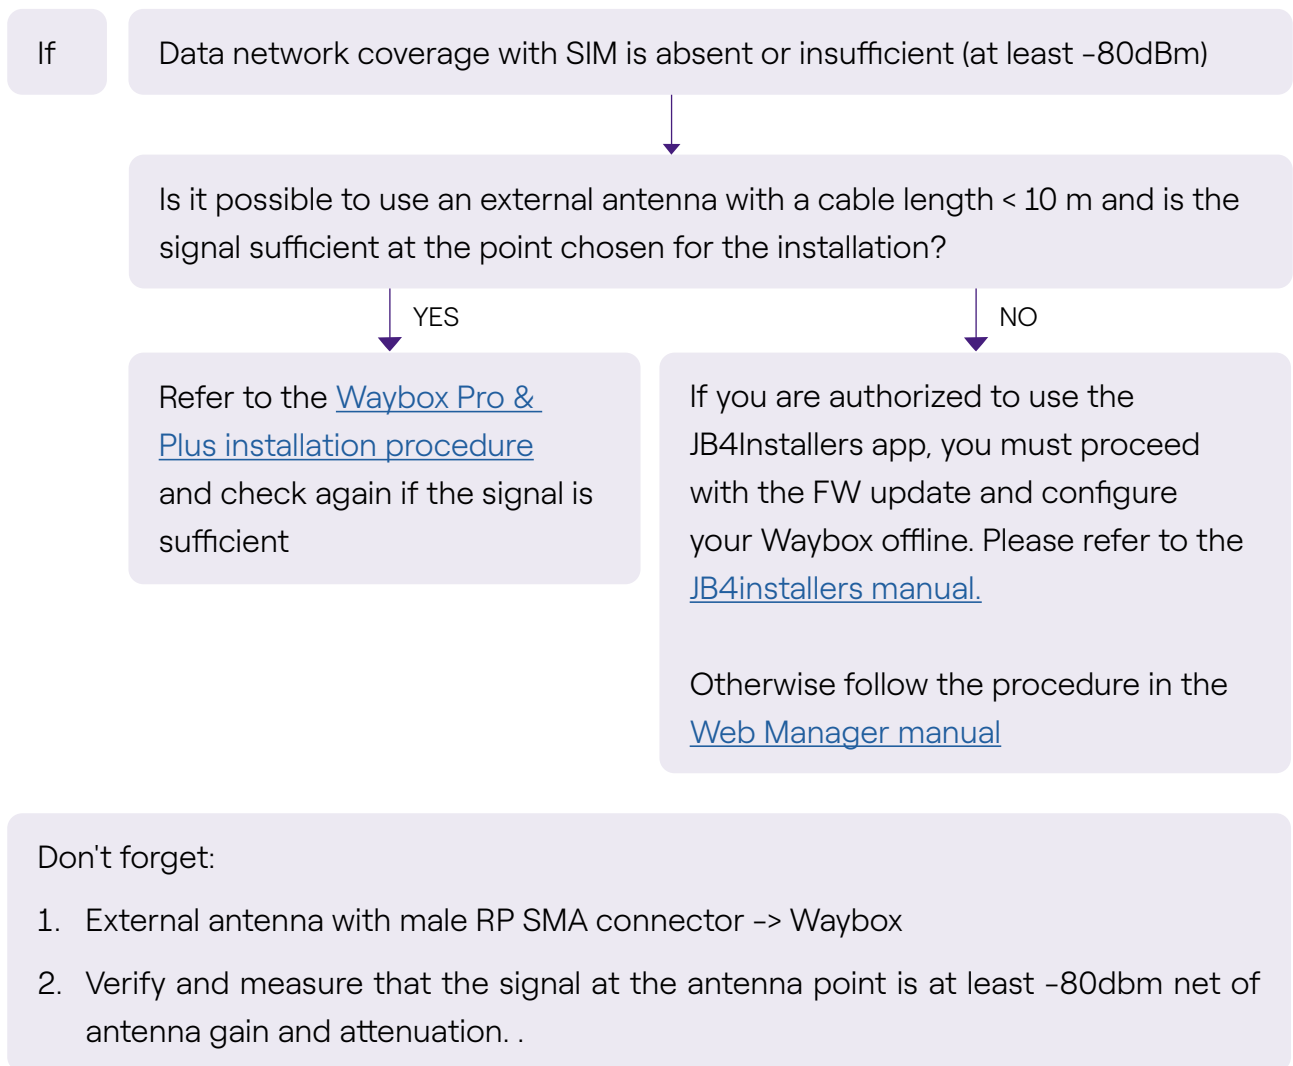 If
Data network coverage with SIM is absent or insufficient (at least -80dBm)
Is it possible to use an external antenna with a cable length < 10 m and is the
signal sufficient at the point chosen for the installation?
YES
NO
Refer to the Waybox Pro &
Plus installation procedure
and check again if the signal is
sufficient
If you are authorized to use the
JB4Installers app, you must proceed
with the FW update and configure
your Waybox offline. Please refer to the
JB4installers manual.
Otherwise follow the procedure in the
Web Manager manual
Don't forget:
1. External antenna with male RP SMA connector -> Waybox
2. Verify and measure that the signal at the antenna point is at least -80dbm net of
antenna gain and attenuation. .